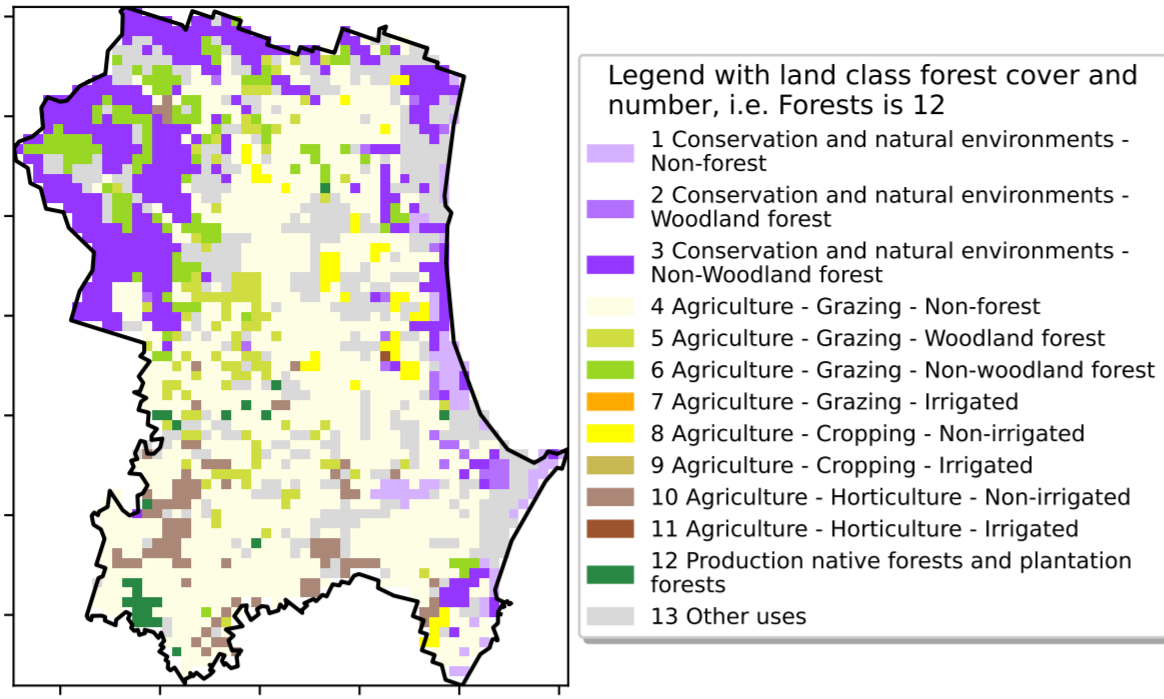 Legend with land class forest cover and
number, i.e. Forests is 12
1 Conservation and natural environments -
Non-forest
2 Conservation and natural environments -
Woodland forest
3 Conservation and natural environments -
Non-Woodland forest
4 Agriculture - Grazing - Non-forest
5 Agriculture - Grazing - Woodland forest
6 Agriculture - Grazing - Non-woodland forest
7 Agriculture - Grazing - Irrigated
8 Agriculture - Cropping - Non-irrigated
9 Agriculture - Cropping - Irrigated
10 Agriculture - Horticulture - Non-irrigated
11 Agriculture - Horticulture - Irrigated
12 Production native forests and plantation
forests
13 Other uses